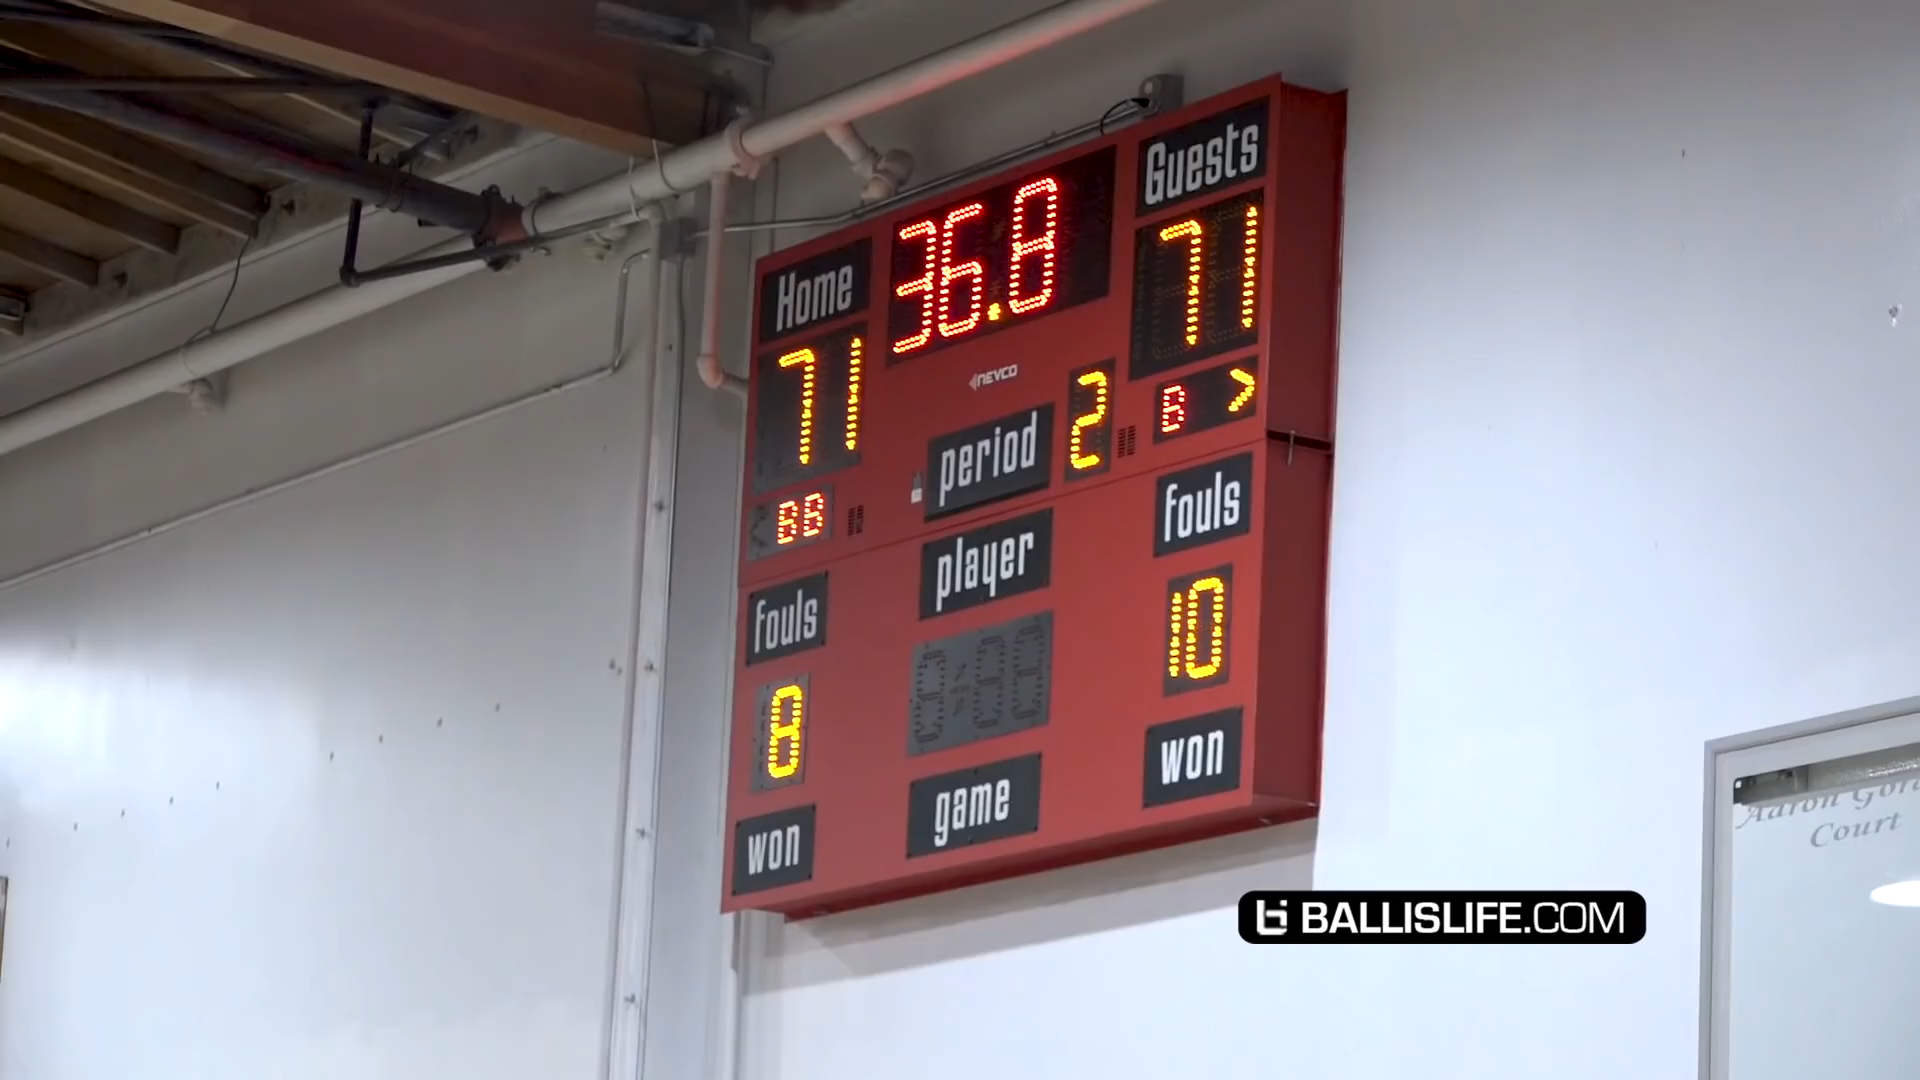 Guests
36.8
Home
71
71
NEVCO
2
B >
period
BB
fouls
player
fouls
10
8
won
game
won
Court
BALLISLIFE.COM